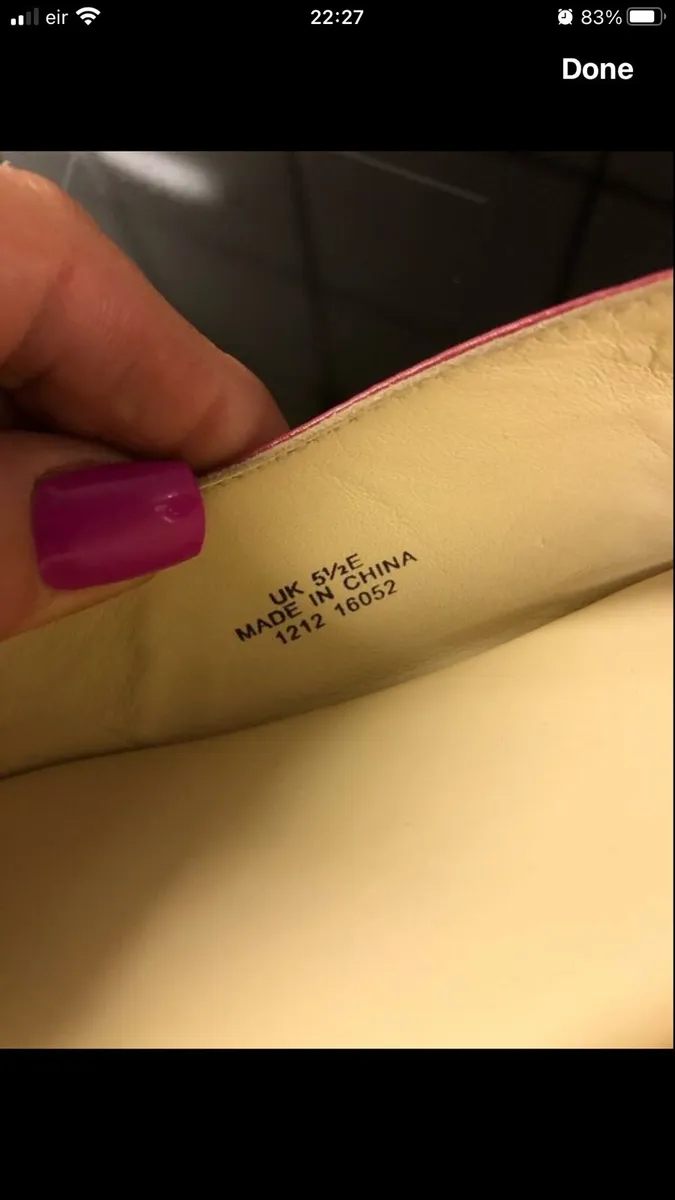 eir 22:27 83%
Done
UK 5½E
MADE IN CHINA
1212 16052